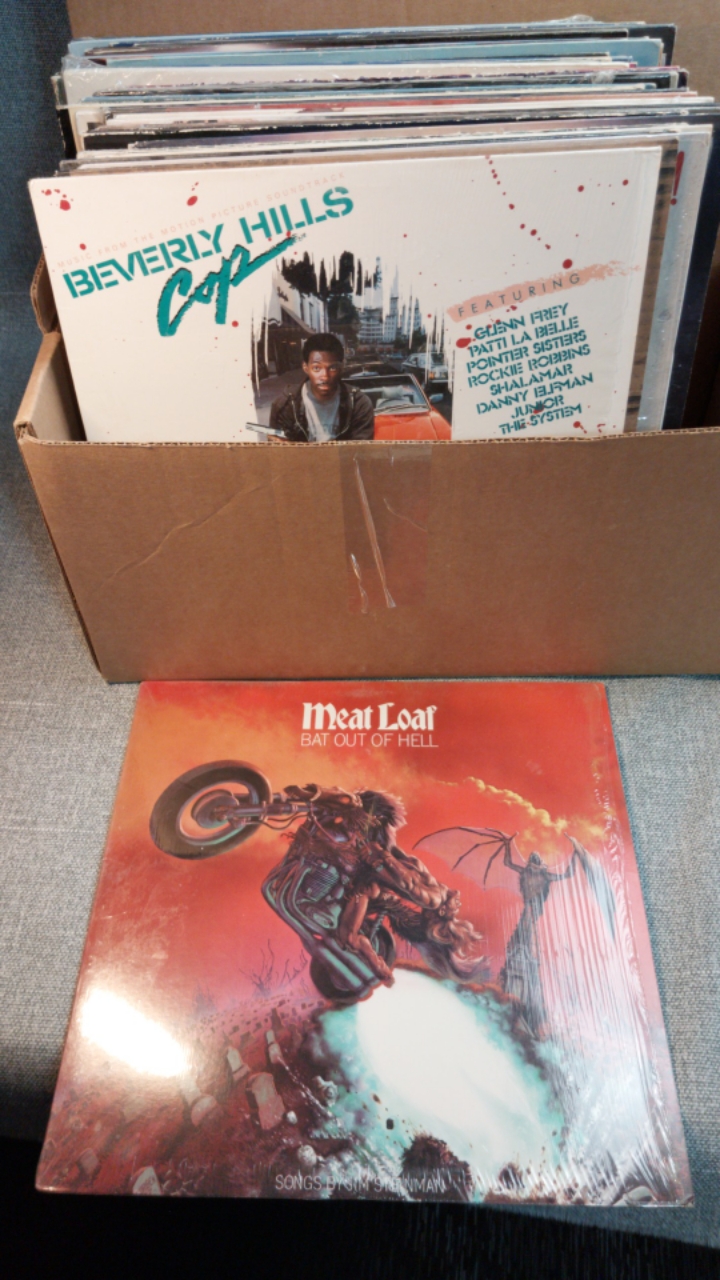 MUSIC FROM THE MOTION PICTURE SOUNDTRACK
BEVERLY HILLS
Cop
FEATURING
GLENN FREY
PATTI LA BELLE
POINTER SISTERS
ROCKIE ROBBINS
SHALAMAR
DANNY ELFMAN
JUNIOR
THE SYSTEM
Meat Loaf
BAT OUT OF HELL
SONGS BY JIM STEINMAN